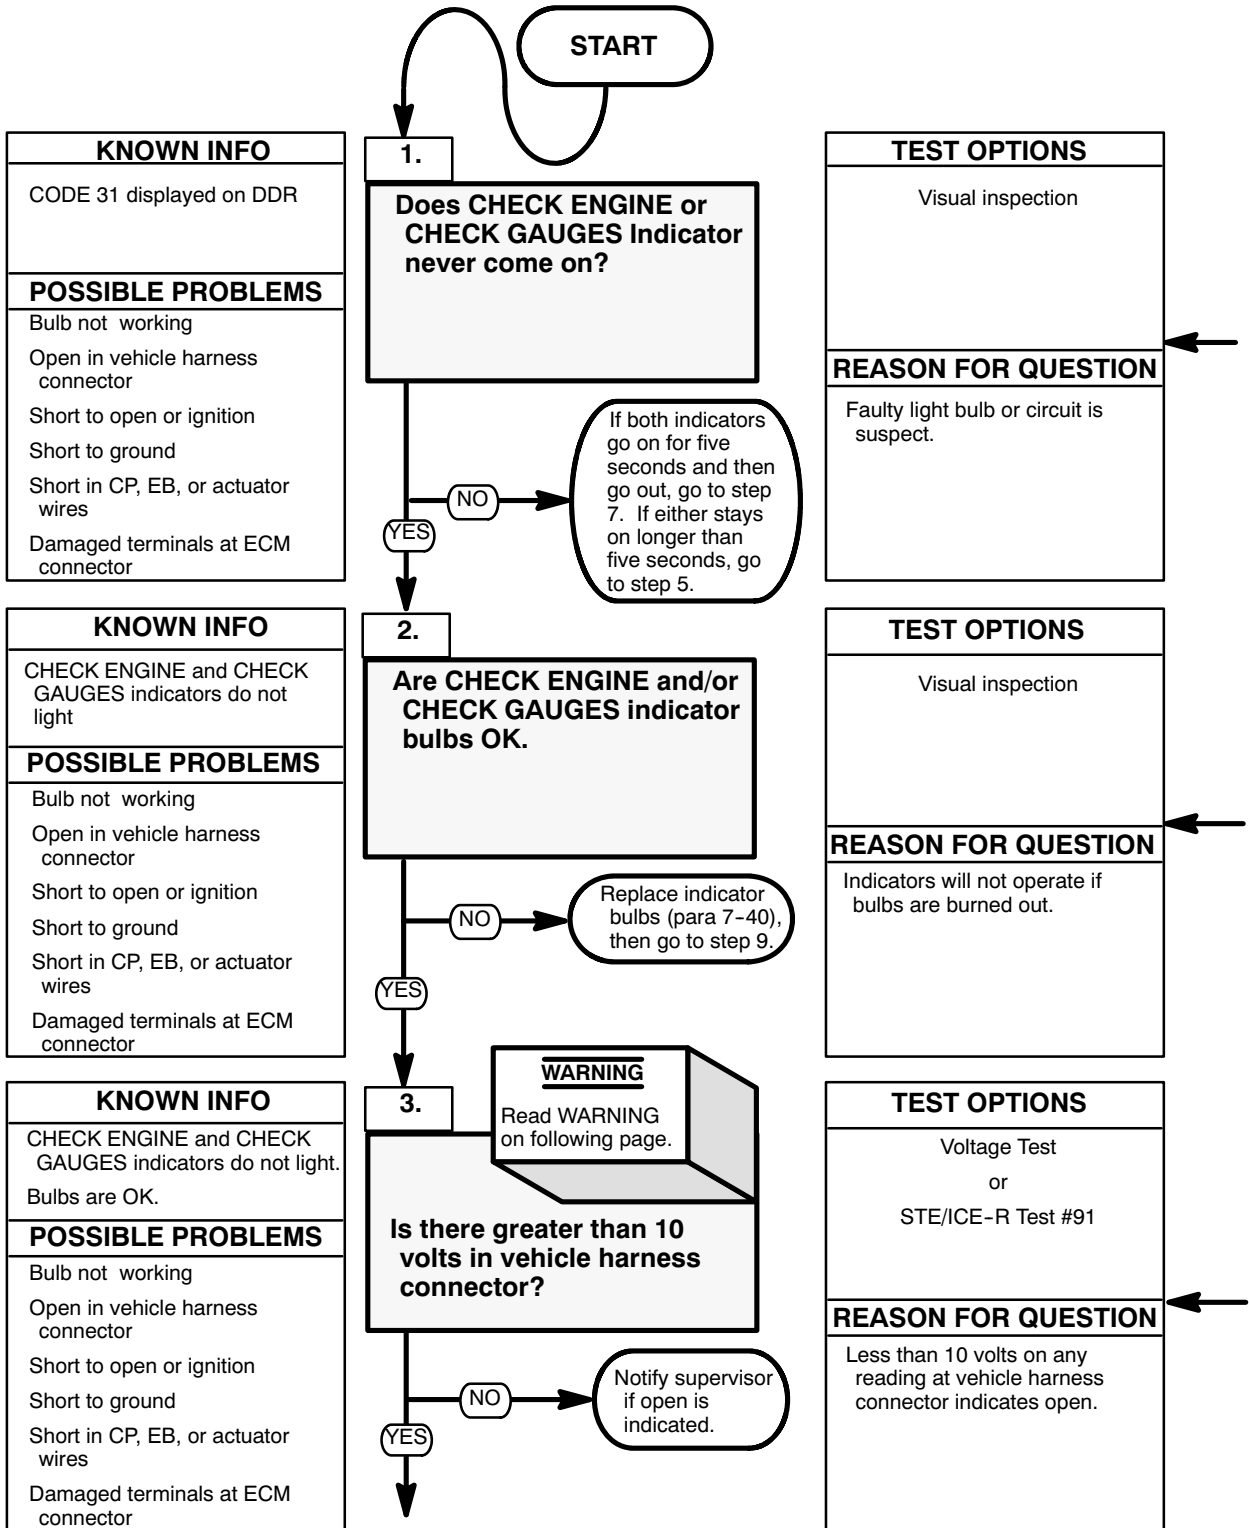 START
KNOWN INFO
CODE 31 displayed on DDR
POSSIBLE PROBLEMS
Bulb not working
Open in vehicle harness
connector
Short to open or ignition
Short to ground
Short in CP, EB, or actuator
wires
Damaged terminals at ECM
connector
1.
Does CHECK ENGINE or
CHECK GAUGES Indicator
never come on?
NO
If both indicators
go on for five
seconds and then
go out, go to step
7. If either stays
on longer than
five seconds, go
to step 5.
YES
TEST OPTIONS
Visual inspection
REASON FOR QUESTION
Faulty light bulb or circuit is
suspect.
KNOWN INFO
CHECK ENGINE and CHECK
GAUGES indicators do not
light
POSSIBLE PROBLEMS
Bulb not working
Open in vehicle harness
connector
Short to open or ignition
Short to ground
Short in CP, EB, or actuator
wires
Damaged terminals at ECM
connector
2.
Are CHECK ENGINE and/or
CHECK GAUGES indicator
bulbs OK.
NO
Replace indicator
bulbs (para 7-40),
then go to step 9.
YES
TEST OPTIONS
Visual inspection
REASON FOR QUESTION
Indicators will not operate if
bulbs are burned out.
KNOWN INFO
CHECK ENGINE and CHECK
GAUGES indicators do not light.
Bulbs are OK.
POSSIBLE PROBLEMS
Bulb not working
Open in vehicle harness
connector
Short to open or ignition
Short to ground
Short in CP, EB, or actuator
wires
Damaged terminals at ECM
connector
3.
WARNING
Read WARNING
on following page.
Is there greater than 10
volts in vehicle harness
connector?
NO
Notify supervisor
if open is
indicated.
YES
TEST OPTIONS
Voltage Test
or
STE/ICE-R Test #91
REASON FOR QUESTION
Less than 10 volts on any
reading at vehicle harness
connector indicates open.